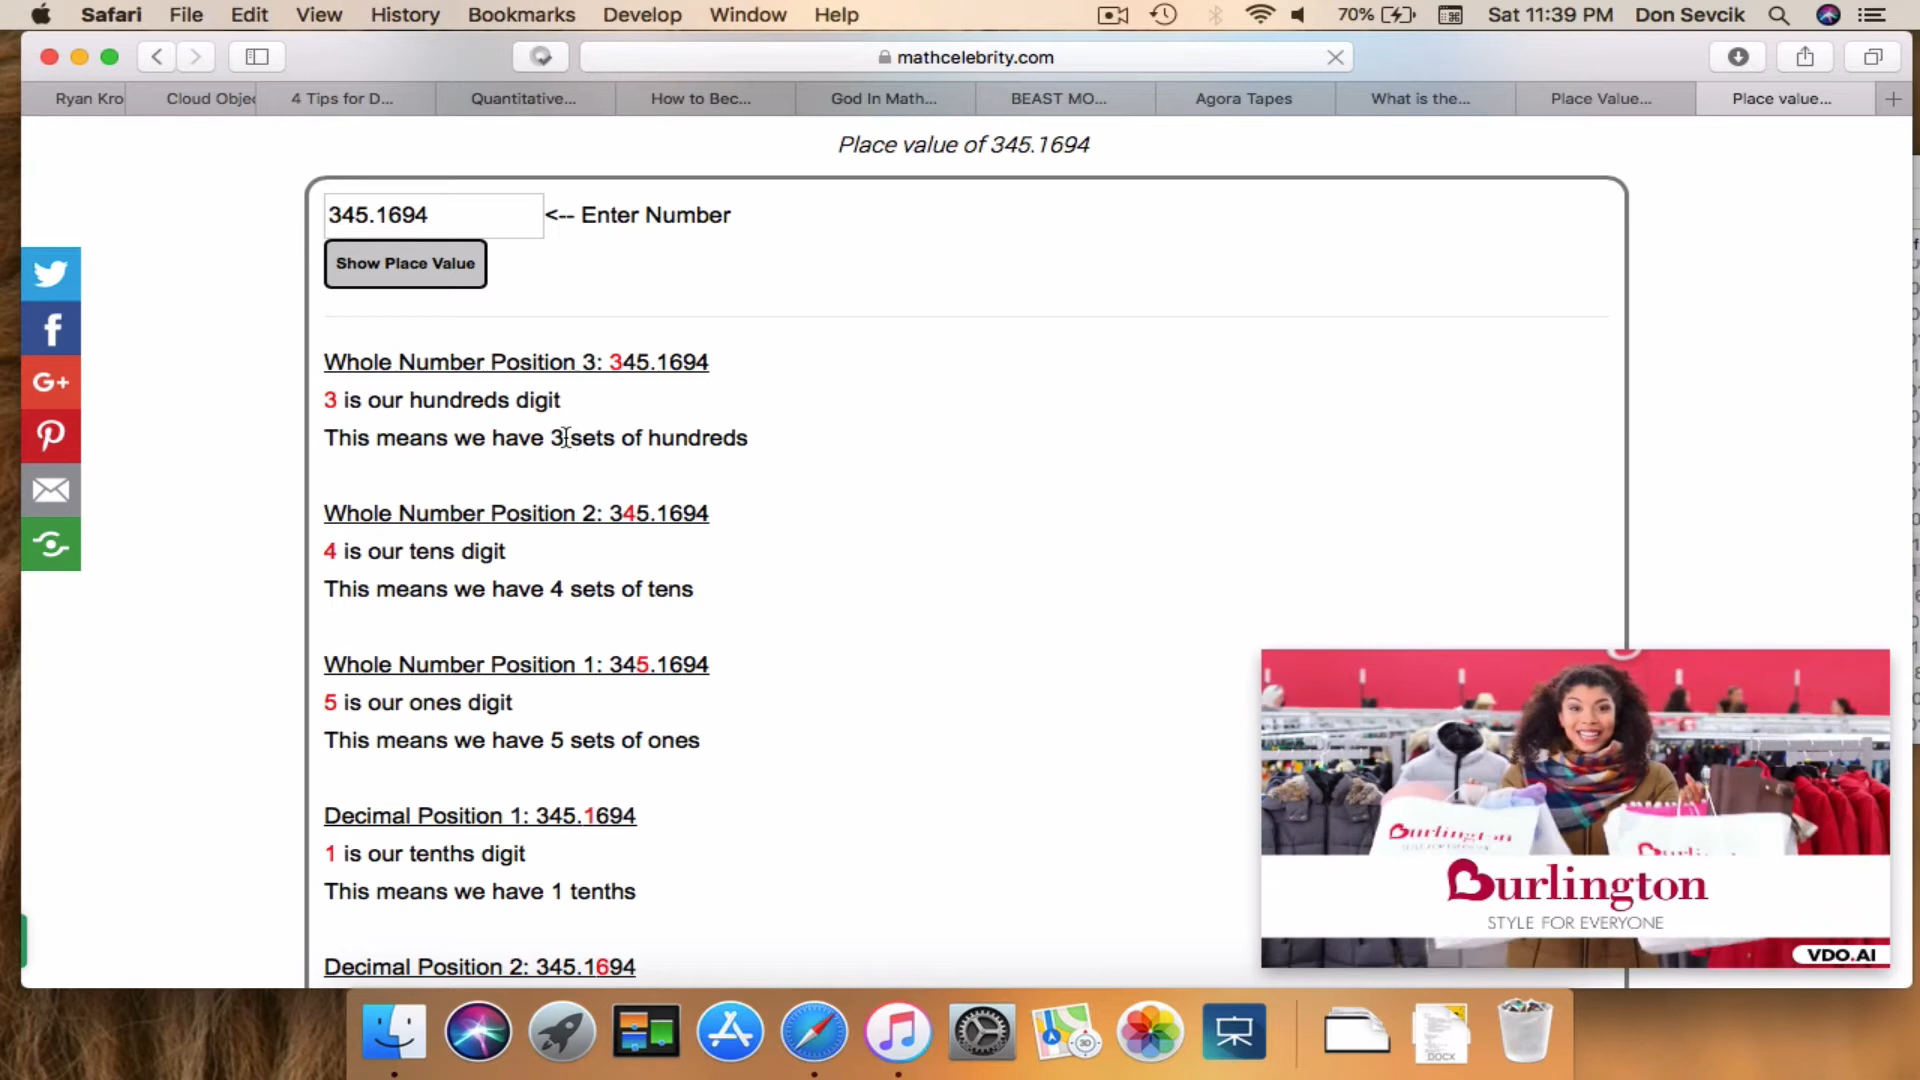 Safari File Edit View History Bookmarks Develop Window Help 70% Sat 11:39 PM Don Sevcik
mathcelebrity.com
Ryan Kro Cloud Objec 4 Tips for D... Quantitative... How to Bec... God In Math... BEAST MO... Agora Tapes What is the... Place Value... Place value...
Place value of 345.1694
345.1694 <-- Enter Number
Show Place Value
Whole Number Position 3: 345.1694
3 is our hundreds digit
This means we have 3 sets of hundreds
Whole Number Position 2: 345.1694
4 is our tens digit
This means we have 4 sets of tens
Whole Number Position 1: 345.1694
5 is our ones digit
This means we have 5 sets of ones
Decimal Position 1: 345.1694
1 is our tenths digit
This means we have 1 tenths
Decimal Position 2: 345.1694
G+
Burlington
Burlington
STYLE FOR EVERYONE
VDO.AI
3D
DOCX